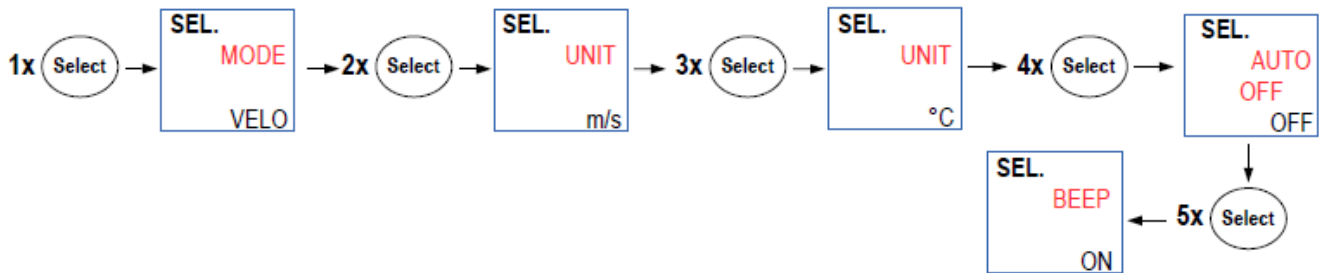 1x Select
SEL.
MODE
VELO
2x Select
SEL.
UNIT
m/s
3x Select
SEL.
UNIT
°C
4x Select
SEL.
AUTO
OFF
OFF
5x Select
SEL.
BEEP
ON